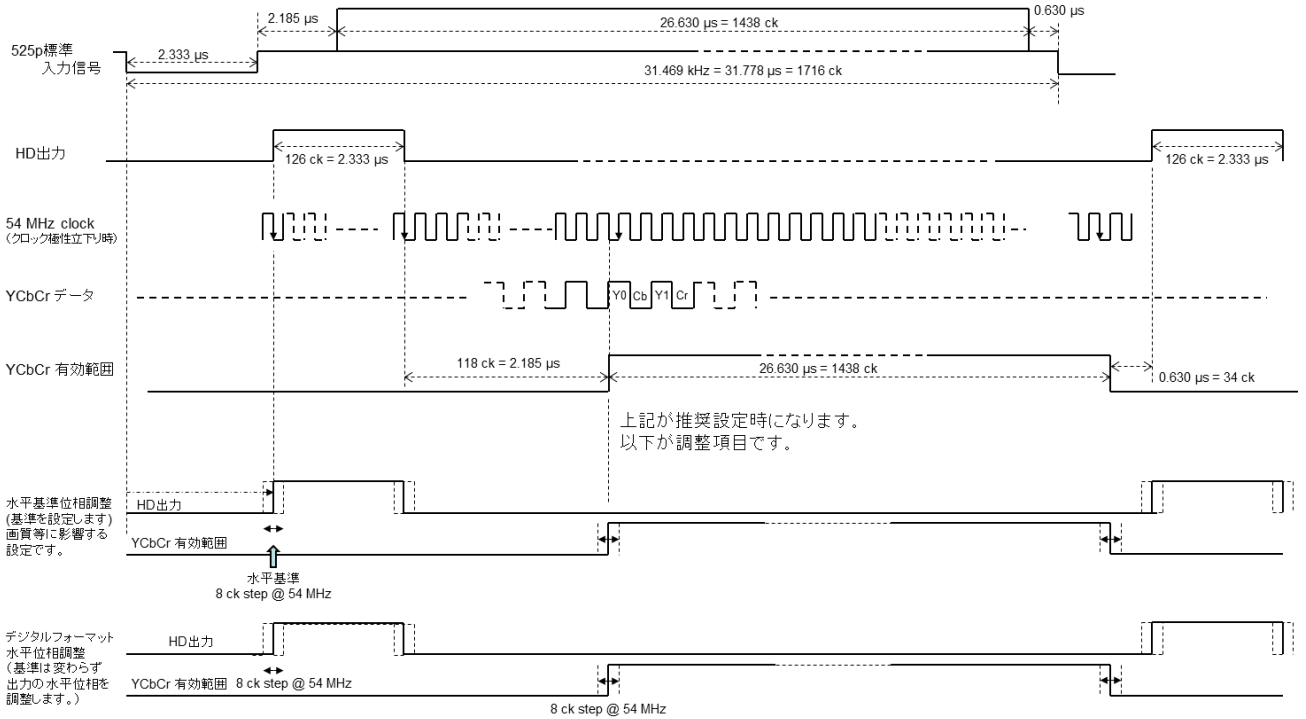 2.185 µs
26.630 µs = 1438 ck
0.630 µs
525p標準
入力信号
2.333 µs
31.469 kHz = 31.778 µs = 1716 ck
HD出力
126 ck = 2.333 µs
126 ck = 2.333 µs
54 MHz clock
(クロック極性立下り時)
YCbCr データ
Y0 Cb Y1 Cr
YCbCr 有効範囲
118 ck = 2.185 µs
26.630 µs = 1438 ck
0.630 µs = 34 ck
上記が推奨設定時になります。
以下が調整項目です。
水平基準位相調整
(基準を設定します)
画質等に影響する
設定です。
HD出力
YCbCr 有効範囲
水平基準
8 ck step @ 54 MHz
デジタルフォーマット
水平位相調整
(基準は変わらず
出力の水平位相を
調整します。)
HD出力
YCbCr 有効範囲
8 ck step @ 54 MHz
8 ck step @ 54 MHz